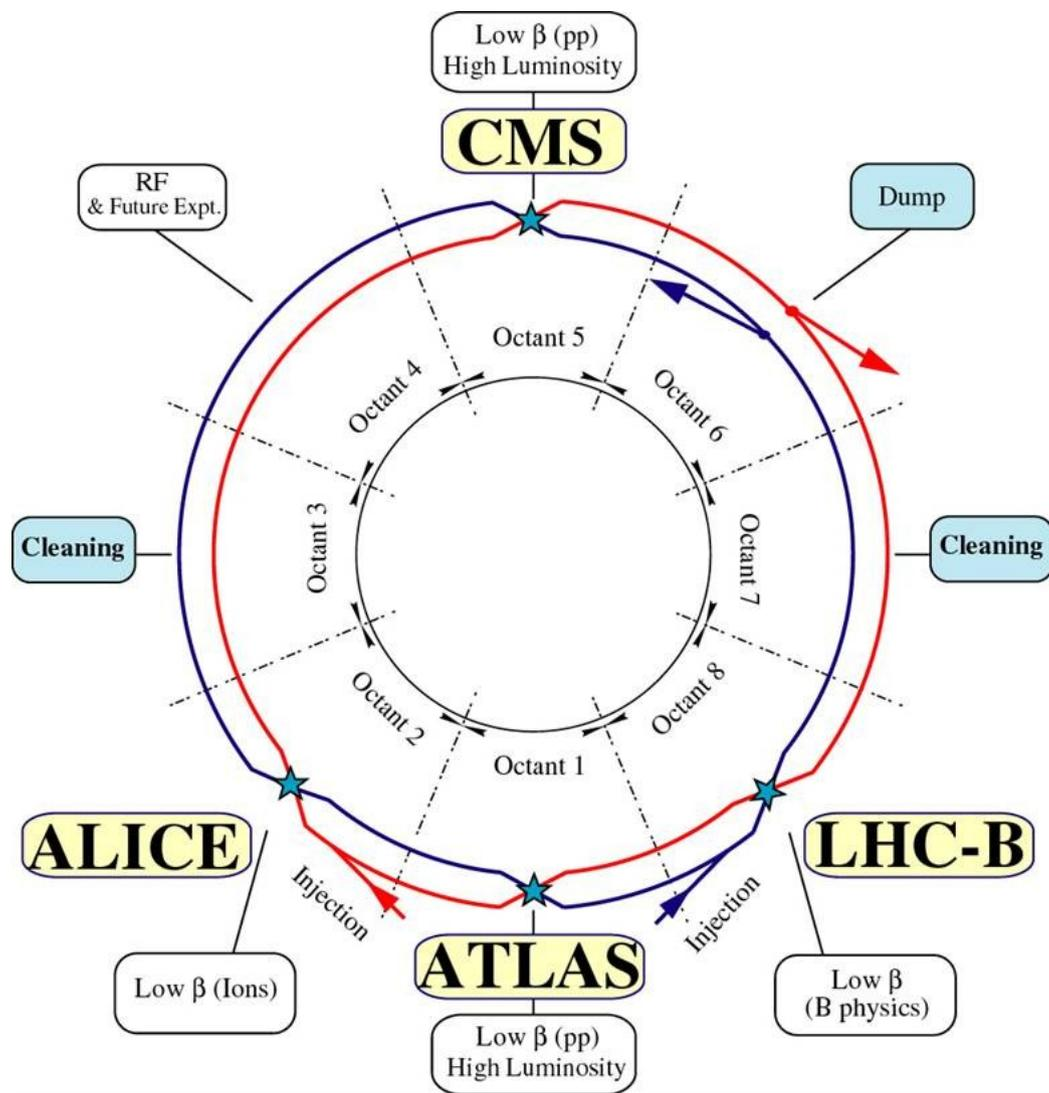 Low β (pp)
High Luminosity
CMS
RF
& Future Expt.
Dump
Octant 5
Octant 4
Octant 6
Cleaning
Octant 3
Octant 7
Cleaning
Octant 2
Octant 8
Octant 1
ALICE
LHC-B
Injection
Injection
ATLAS
Low β (Ions)
Low β
(B physics)
Low β (pp)
High Luminosity